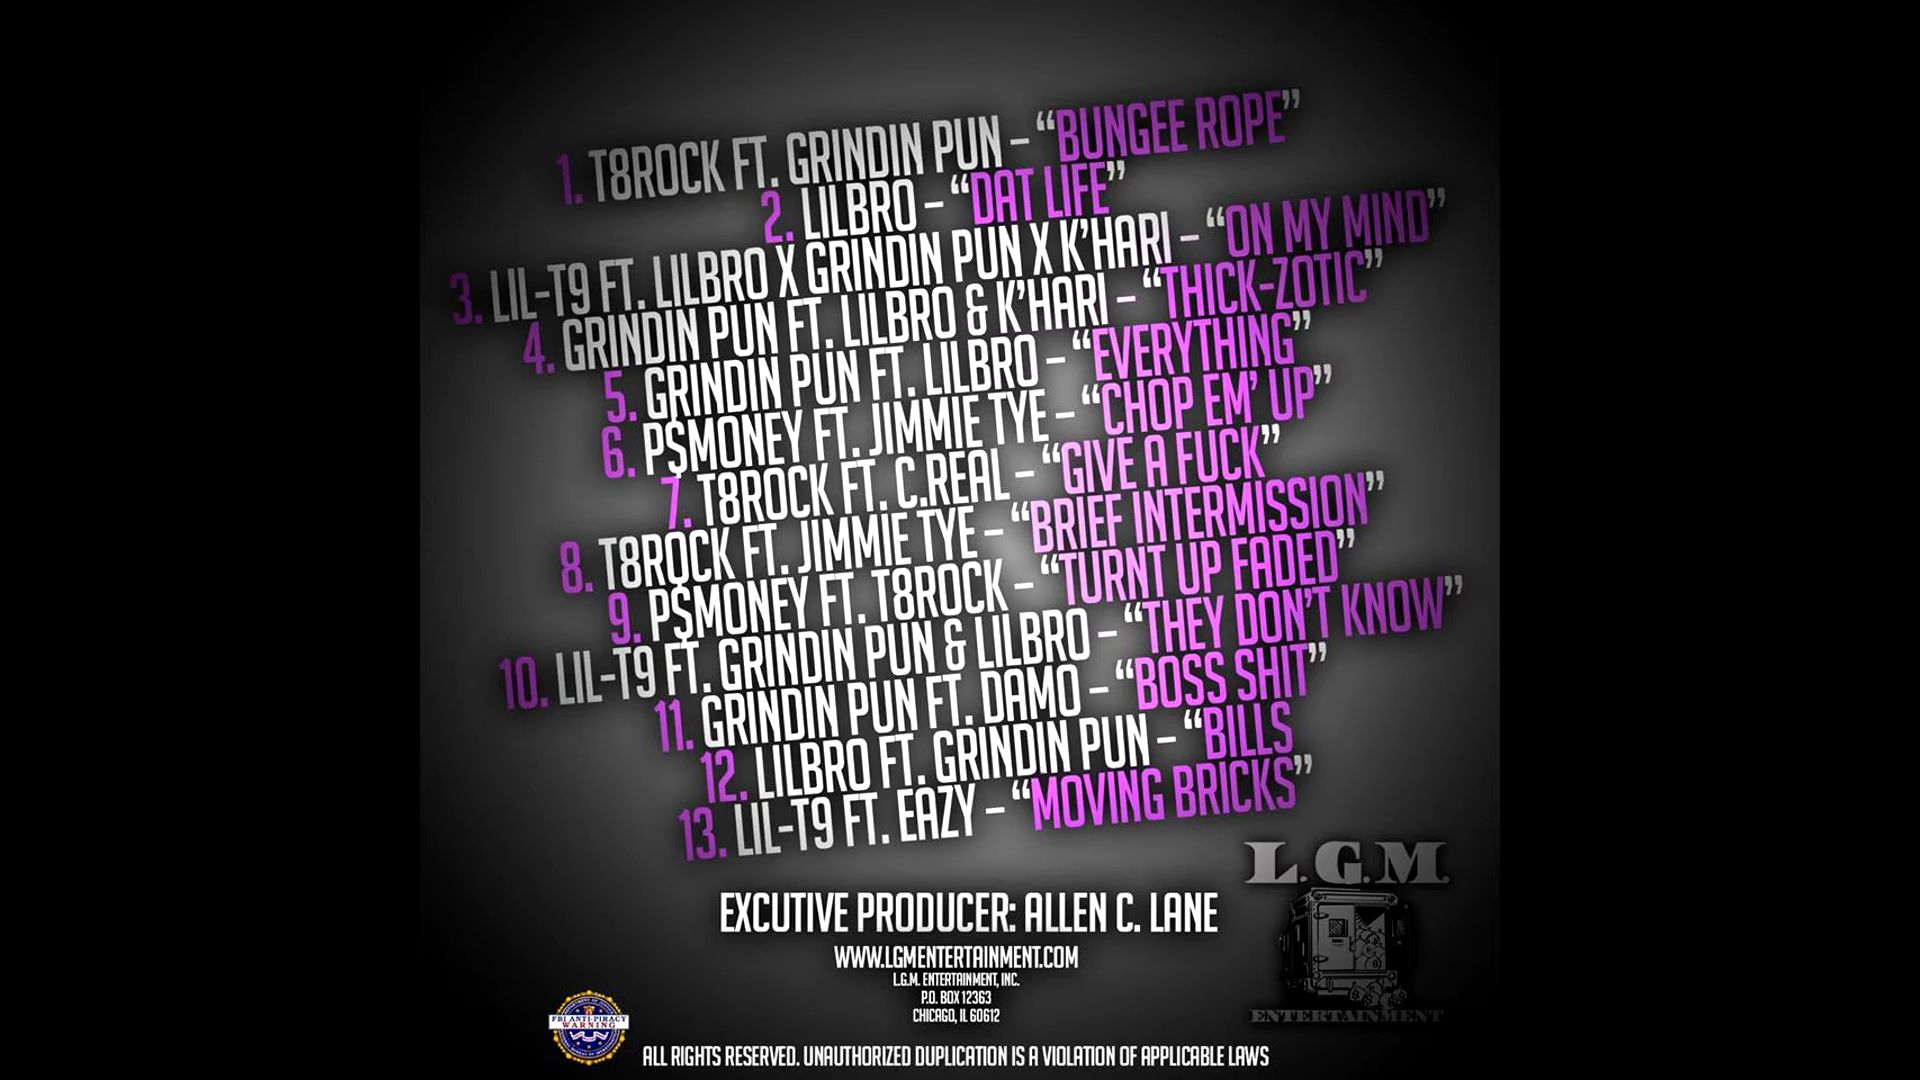 1. T8ROCK FT. GRINDIN PUN – “BUNGEE ROPE”
2. LILBRO – “DAT LIFE”
3. LIL-T9 FT. LILBRO X GRINDIN PUN X K’HARI – “ON MY MIND”
4. GRINDIN PUN FT. LILBRO & K’HARI – “THICK-ZOTIC”
5. GRINDIN PUN FT. LILBRO – “EVERYTHING”
6. P$MONEY FT. JIMMIE TYE – “CHOP EM’ UP”
7. T8ROCK FT. C.REAL – “GIVE A FUCK”
8. T8ROCK FT. JIMMIE TYE – “BRIEF INTERMISSION”
9. P$MONEY FT. T8ROCK – “TURNT UP FADED”
10. LIL-T9 FT. GRINDIN PUN & LILBRO – “THEY DON’T KNOW”
11. GRINDIN PUN FT. DAMO – “BOSS SHIT”
12. LILBRO FT. GRINDIN PUN – “BILLS
13. LIL-T9 FT. EAZY – “MOVING BRICKS”
L.G.M.
ENTERTAINMENT
EXCUTIVE PRODUCER: ALLEN C. LANE
WWW.LGMENTERTAINMENT.COM
L.G.M. ENTERTAINMENT, INC.
P.O. BOX 12363
CHICAGO, IL 60612
FBI ANTI-PIRACY
WARNING
ALL RIGHTS RESERVED. UNAUTHORIZED DUPLICATION IS A VIOLATION OF APPLICABLE LAWS